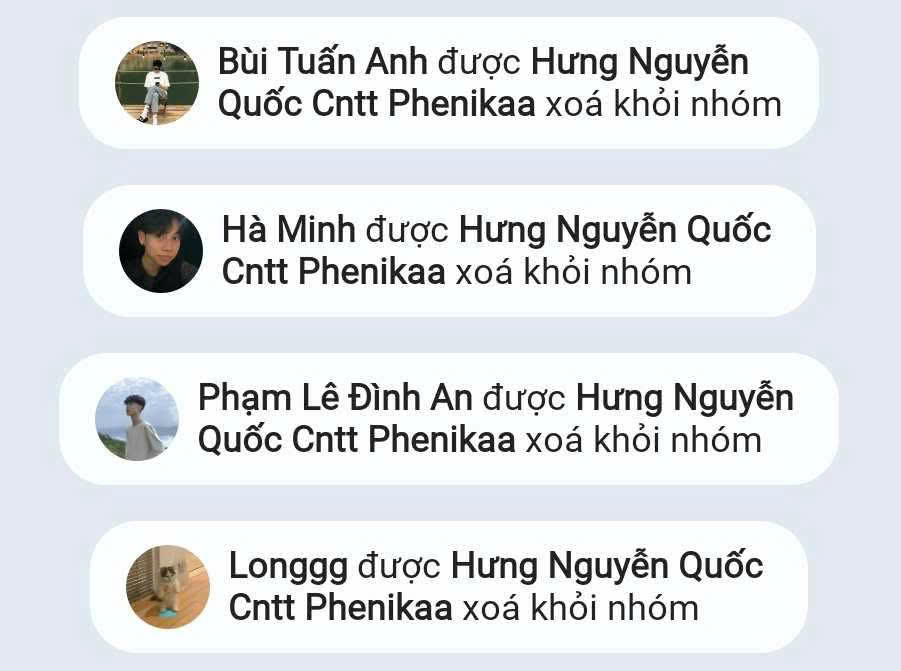 Bùi Tuấn Anh được Hưng Nguyễn
Quốc Cntt Phenikaa xoá khỏi nhóm
Hà Minh được Hưng Nguyễn Quốc
Cntt Phenikaa xoá khỏi nhóm
Phạm Lê Đình An được Hưng Nguyễn
Quốc Cntt Phenikaa xoá khỏi nhóm
Longgg được Hưng Nguyễn Quốc
Cntt Phenikaa xoá khỏi nhóm